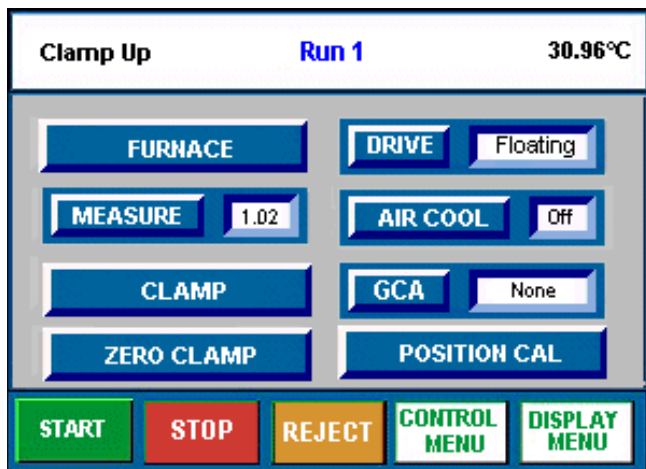 Clamp Up Run 1 30.96°C
FURNACE DRIVE Floating
MEASURE 1.02 AIR COOL Off
CLAMP GCA None
ZERO CLAMP POSITION CAL
START STOP REJECT CONTROL MENU DISPLAY MENU